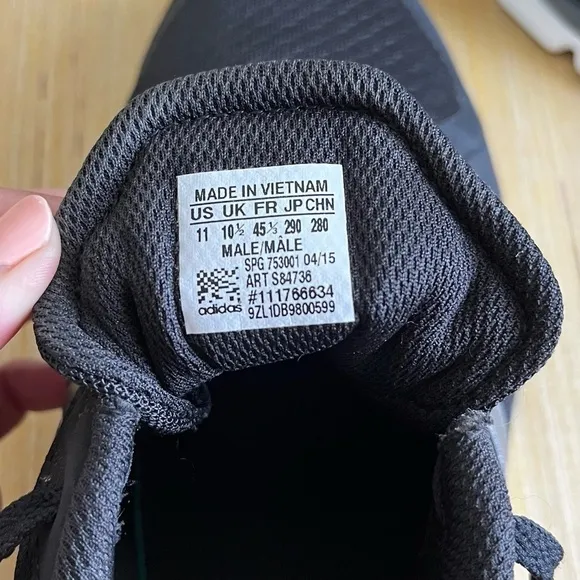 MADE IN VIETNAM
US UK FR JP CHN
11 10½ 45⅓ 290 280
MALE/MÂLE
SPG 753001 04/15
ART S84736
#111766634
adidas 9ZL1DB9800599